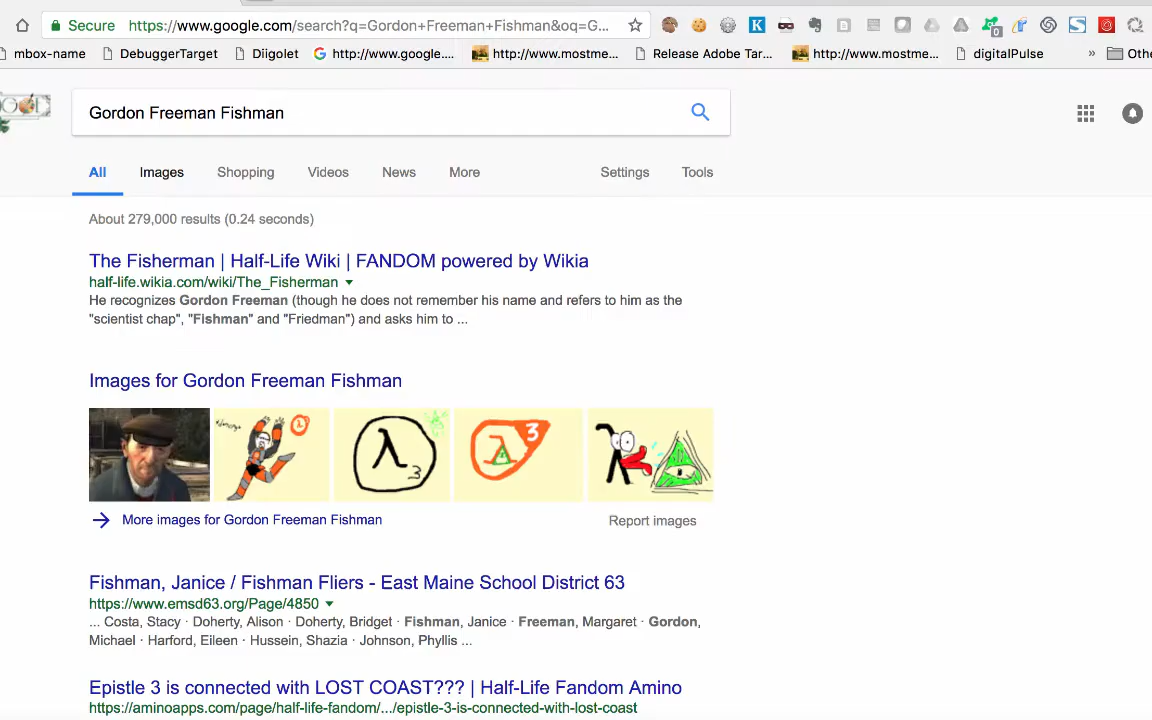 Secure https://www.google.com/search?q=Gordon+Freeman+Fishman&oq=G...
mbox-name DebuggerTarget Diigolet http://www.google.... http://www.mostme... Release Adobe Tar... http://www.mostme... digitalPulse » Othe
Gordon Freeman Fishman
All Images Shopping Videos News More Settings Tools
About 279,000 results (0.24 seconds)
The Fisherman | Half-Life Wiki | FANDOM powered by Wikia
half-life.wikia.com/wiki/The_Fisherman
He recognizes Gordon Freeman (though he does not remember his name and refers to him as the
"scientist chap", "Fishman" and "Friedman") and asks him to ...
Images for Gordon Freeman Fishman
λ 3
3
More images for Gordon Freeman Fishman Report images
Fishman, Janice / Fishman Fliers - East Maine School District 63
https://www.emsd63.org/Page/4850
... Costa, Stacy · Doherty, Alison · Doherty, Bridget · Fishman, Janice · Freeman, Margaret · Gordon,
Michael · Harford, Eileen · Hussein, Shazia · Johnson, Phyllis ...
Epistle 3 is connected with LOST COAST??? | Half-Life Fandom Amino
https://aminoapps.com/page/half-life-fandom/.../epistle-3-is-connected-with-lost-coast